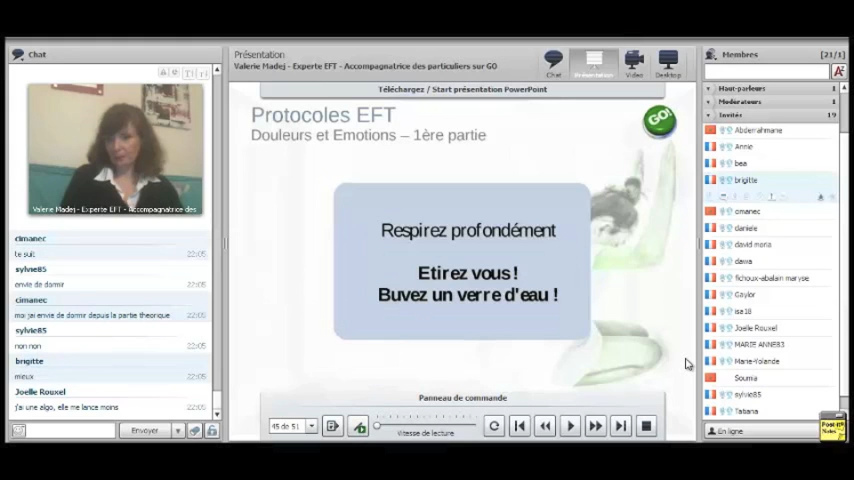 Chat
Valerie Madej - Experte EFT - Accompagnatrice des
cimanec
te suit
22:05
sylvie85
envie de dormir
22:05
cimanec
moi j'ai envie de dormir depuis la partie theorique
22:05
sylvie85
non non
22:05
brigitte
mieux
22:05
Joelle Rouxel
j'ai une algo, elle me lance moins
22:05
Envoyer
Présentation
Valerie Madej - Experte EFT - Accompagnatrice des particuliers sur GO
Chat
Présentation
Video
Desktop
Téléchargez / Start présentation PowerPoint
Protocoles EFT
Douleurs et Emotions – 1ère partie
GO!
Respirez profondément
Etirez vous !
Buvez un verre d'eau !
Panneau de commande
45 de 51
Vitesse de lecture
Membres
[21/1]
Haut-parleurs
1
Modérateurs
1
Invités
19
Abderrahmane
Annie
bea
brigitte
cimanec
daniele
david morio
dawa
fichoux-abalain maryse
Gaylor
isa18
Joelle Rouxel
MARIE ANNE83
Marie-Yolande
Soumia
sylvie85
Tatiana
En ligne
Post-it
Notes